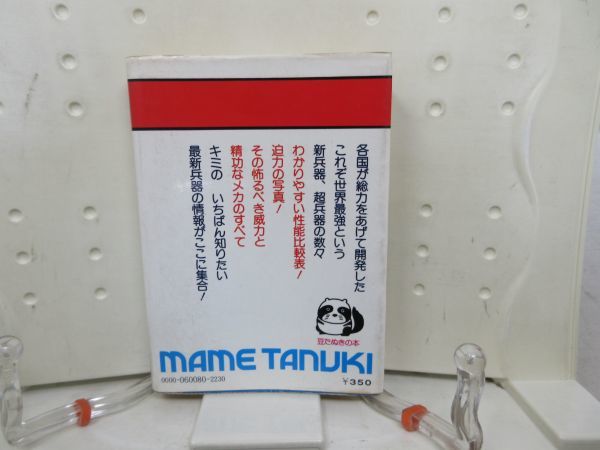 各国が総力をあげて開発した
これぞ世界最強という
新兵器、超兵器の数々
わかりやすい性能比較表!
迫力の写真!
その怖るべき威力と
精功なメカのすべて
キミの いちばん知りたい
最新兵器の情報がここに集合!
豆たぬきの本
MAME TANUKI
0000-060080-2230
¥350